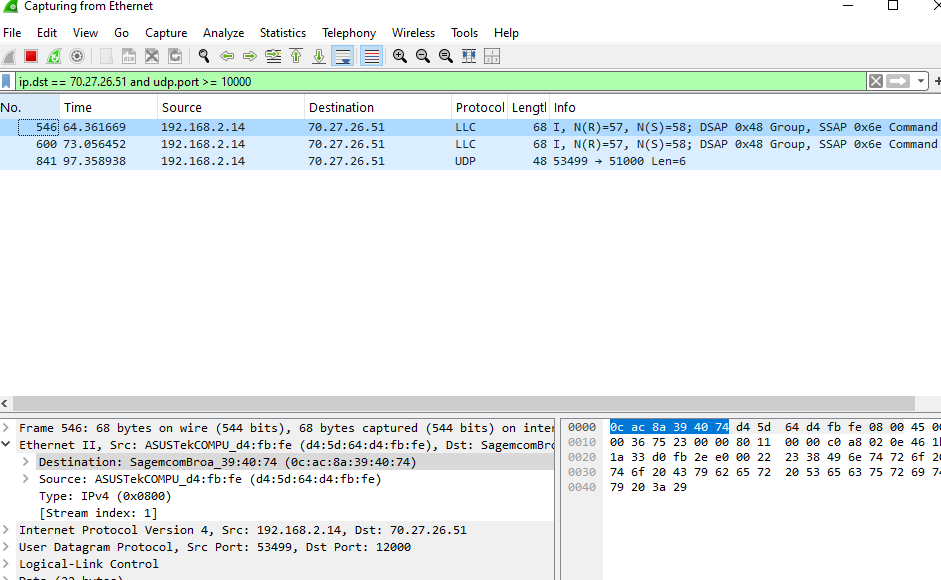 Capturing from Ethernet
File Edit View Go Capture Analyze Statistics Telephony Wireless Tools Help
ip.dst == 70.27.26.51 and udp.port >= 10000
No. Time Source Destination Protocol Lengtl Info
546 64.361669 192.168.2.14 70.27.26.51 LLC 68 I, N(R)=57, N(S)=58; DSAP 0x48 Group, SSAP 0x6e Command
600 73.056452 192.168.2.14 70.27.26.51 LLC 68 I, N(R)=57, N(S)=58; DSAP 0x48 Group, SSAP 0x6e Command
841 97.358938 192.168.2.14 70.27.26.51 UDP 48 53499 → 51000 Len=6
Frame 546: 68 bytes on wire (544 bits), 68 bytes captured (544 bits) on inter
Ethernet II, Src: ASUSTekCOMPU_d4:fb:fe (d4:5d:64:d4:fb:fe), Dst: SagemcomBro
Destination: SagemcomBroa_39:40:74 (0c:ac:8a:39:40:74)
Source: ASUSTekCOMPU_d4:fb:fe (d4:5d:64:d4:fb:fe)
Type: IPv4 (0x0800)
[Stream index: 1]
Internet Protocol Version 4, Src: 192.168.2.14, Dst: 70.27.26.51
User Datagram Protocol, Src Port: 53499, Dst Port: 12000
Logical-Link Control
0000 0c ac 8a 39 40 74 d4 5d 64 d4 fb fe 08 00 45 00
0010 00 36 75 23 00 00 80 11 00 00 c0 a8 02 0e 46 1b
0020 1a 33 d0 fb 2e e0 00 22 23 38 49 6e 74 72 6f 20
0030 74 6f 20 43 79 62 65 72 20 53 65 63 75 72 69 74
0040 79 20 3a 29